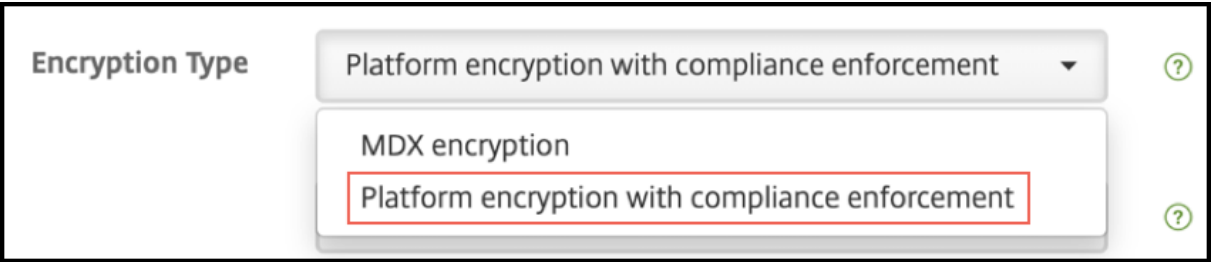 Encryption Type Platform encryption with compliance enforcement ?
MDX encryption
Platform encryption with compliance enforcement ?